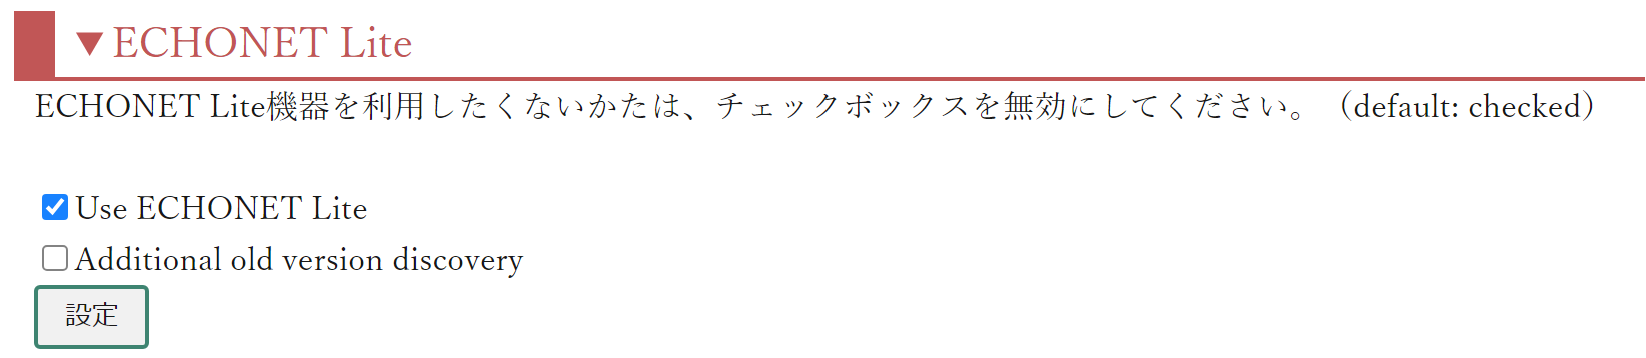 ▼ECHONET Lite
ECHONET Lite機器を利用したくないかたは、チェックボックスを無効にしてください。（default: checked）
Use ECHONET Lite
Additional old version discovery
設定